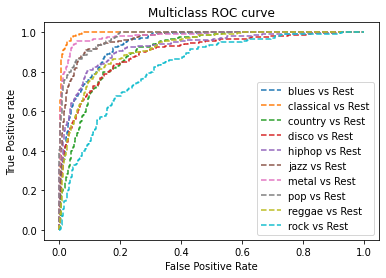 Multiclass ROC curve
True Positive rate
1.0
0.8
0.6
0.4
0.2
0.0
blues vs Rest
classical vs Rest
country vs Rest
disco vs Rest
hiphop vs Rest
jazz vs Rest
metal vs Rest
pop vs Rest
reggae vs Rest
rock vs Rest
0.0 0.2 0.4 0.6 0.8 1.0
False Positive Rate